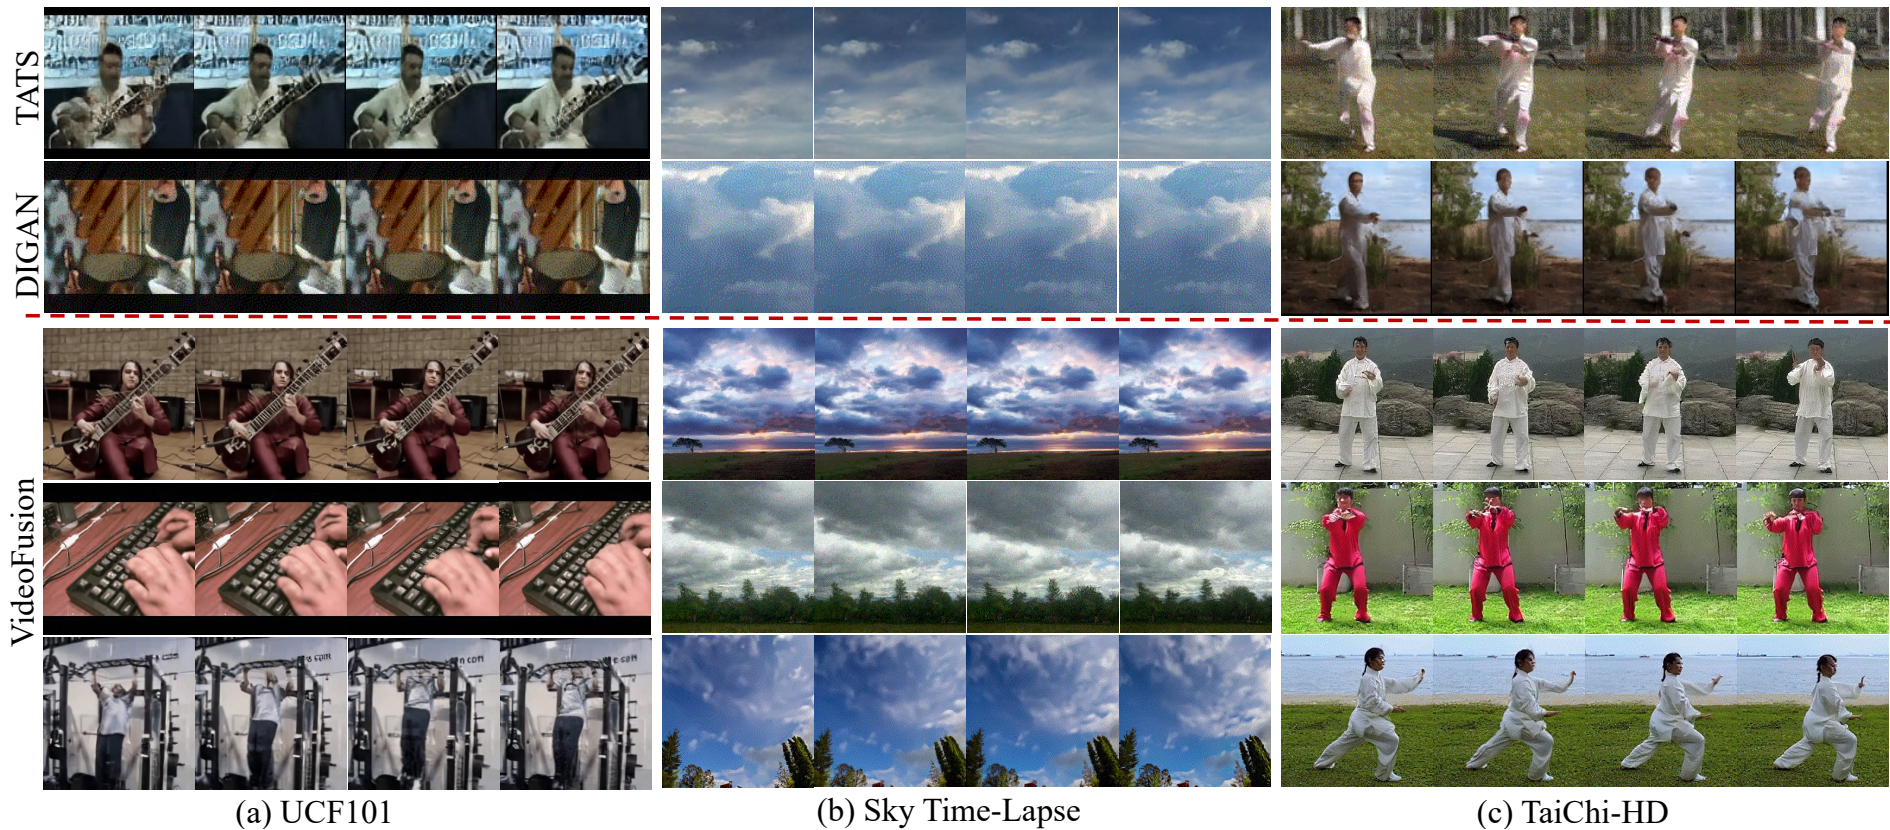 TATS
DIGAN
VideoFusion
(a) UCF101
(b) Sky Time-Lapse
(c) TaiChi-HD